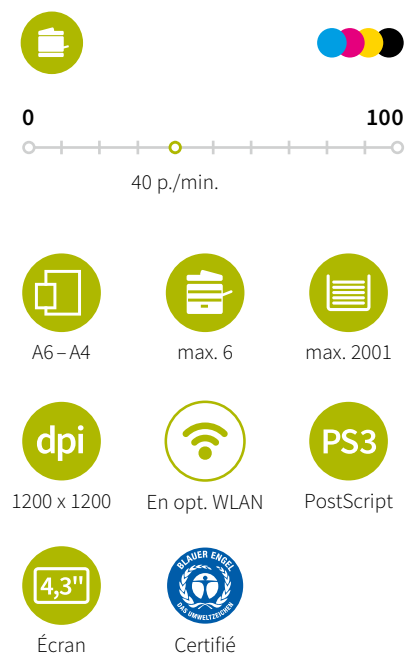 0 100
40 p./min.
A6 – A4 max. 6 max. 2001
dpi PS3
1200 x 1200 En opt. WLAN PostScript
4,3" BLAUER ENGEL
DAS UMWELTZEICHEN
Écran Certifié